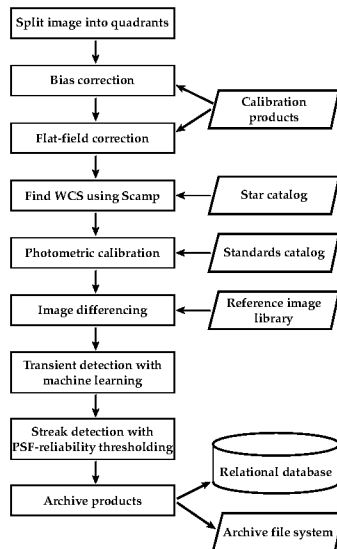 Split image into quadrants
Bias correction
Calibration
products
Flat-field correction
Find WCS using Scamp
Star catalog
Photometric calibration
Standards catalog
Image differencing
Reference image
library
Transient detection with
machine learning
Streak detection with
PSF-reliability thresholding
Relational database
Archive products
Archive file system